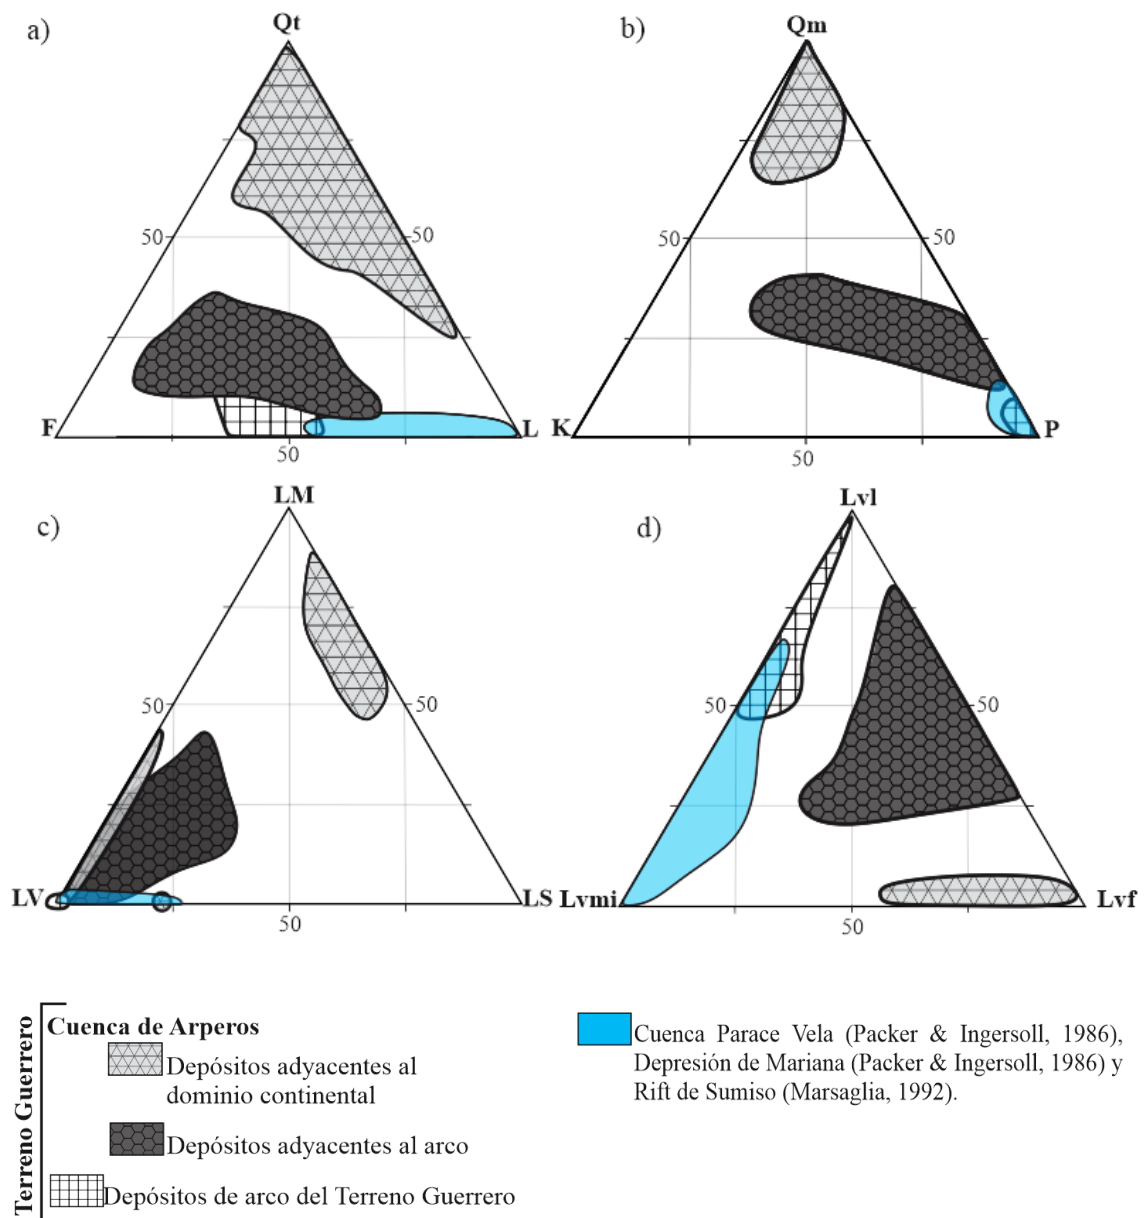 a)
Qt
50
50
F
50
L
b)
Qm
50
50
K
50
P
c)
LM
50
50
LV
50
LS
d)
Lvl
50
50
Lvmi
50
Lvf
Terreno Guerrero
Cuenca de Arperos
Depósitos adyacentes al
dominio continental
Depósitos adyacentes al arco
Depósitos de arco del Terreno Guerrero
Cuenca Parace Vela (Packer & Ingersoll, 1986),
Depresión de Mariana (Packer & Ingersoll, 1986) y
Rift de Sumiso (Marsaglia, 1992).